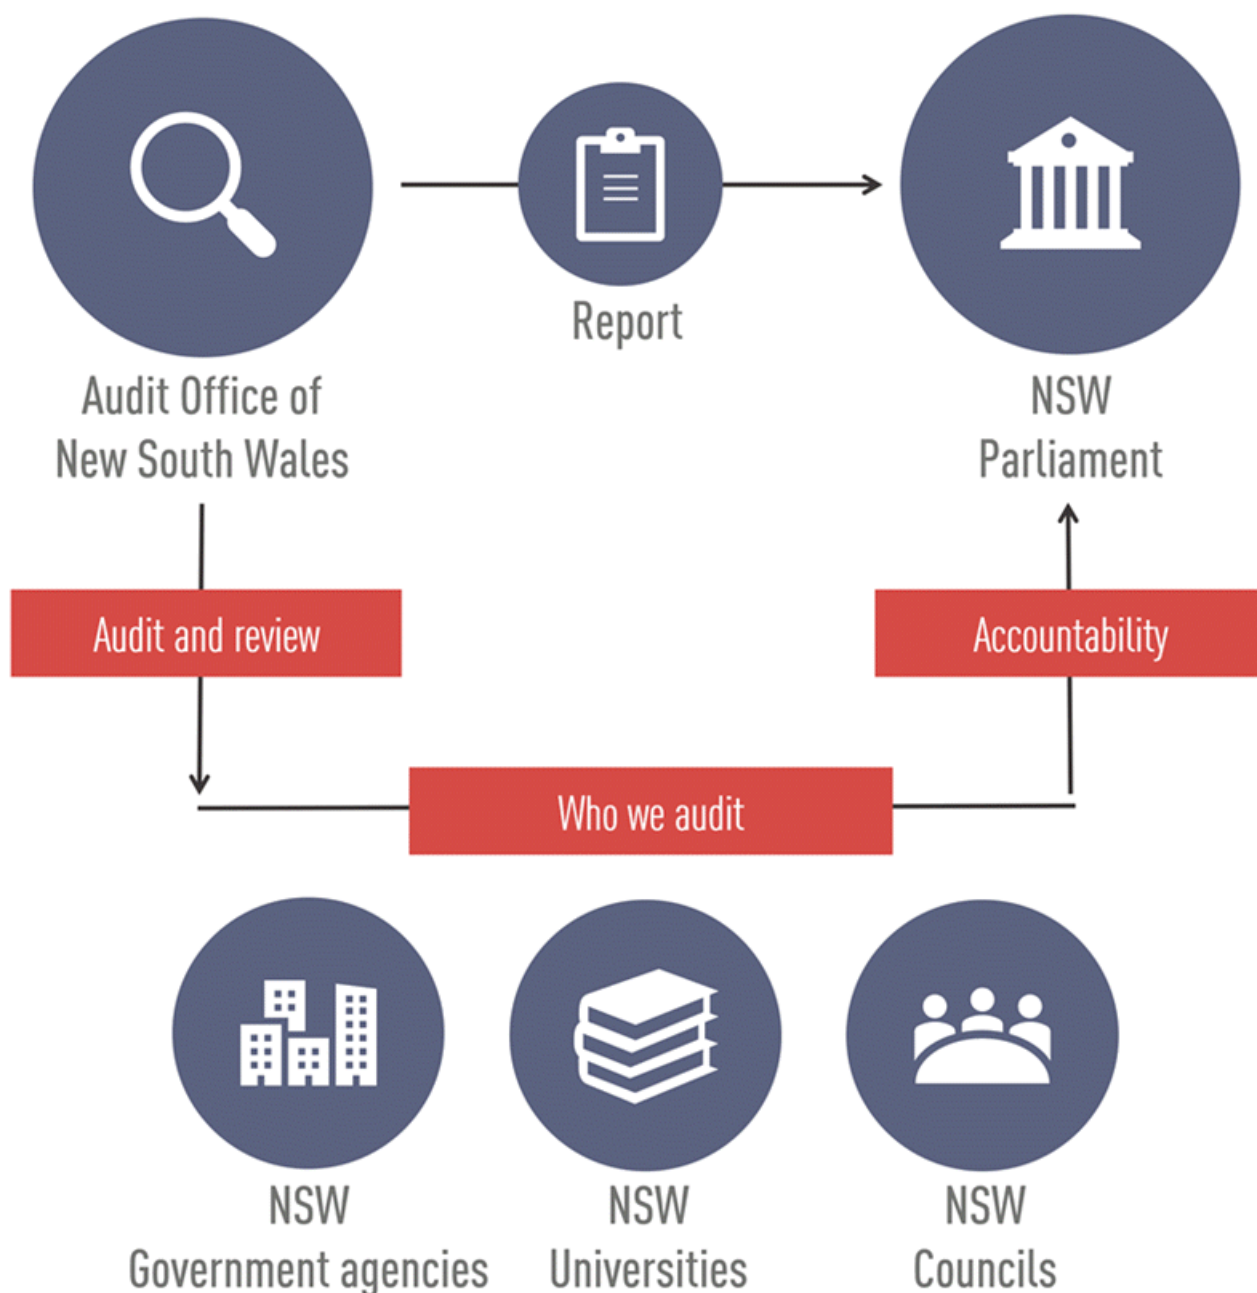 Report
Audit Office of
New South Wales
NSW
Parliament
Audit and review
Accountability
Who we audit
NSW
Government agencies
NSW
Universities
NSW
Councils